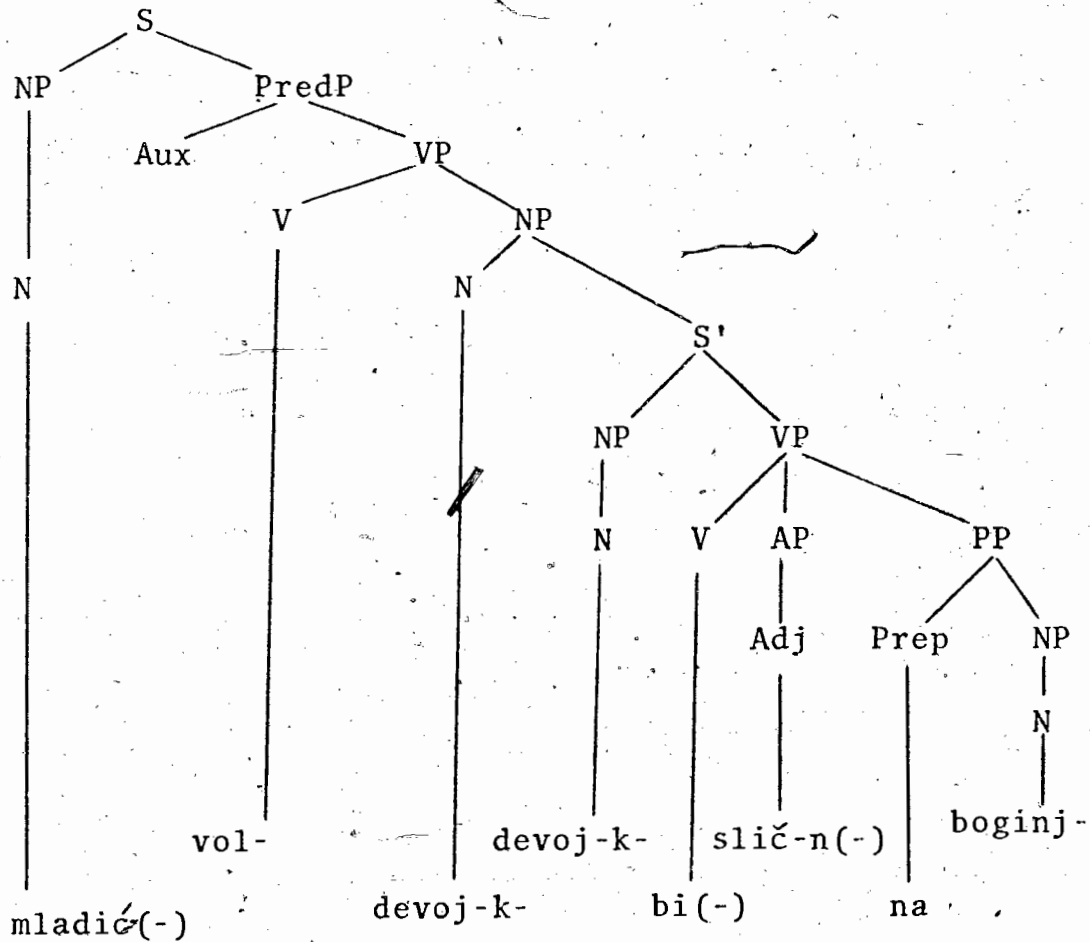 S
NP PredP
Aux VP
V NP
N N
S'
NP VP
N V AP PP
Adj Prep NP
N
vol- devoj-k- slič-n(-) boginj-
mladić(-) devoj-k- bi(-) na